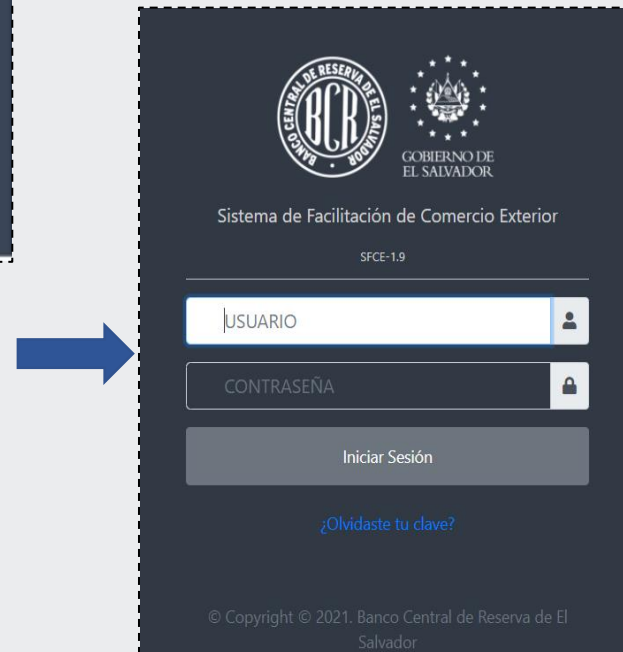 BANCO CENTRAL DE RESERVA DE EL SALVADOR
BCR
GOBIERNO DE
EL SALVADOR
Sistema de Facilitación de Comercio Exterior
SFCE-1.9
USUARIO
CONTRASEÑA
Iniciar Sesión
¿Olvidaste tu clave?
© Copyright © 2021. Banco Central de Reserva de El
Salvador